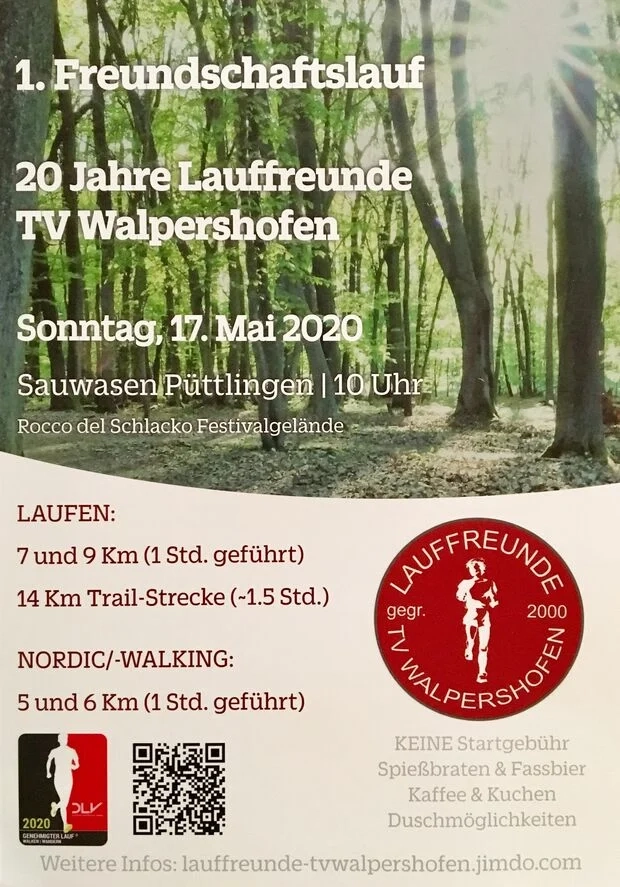 1. Freundschaftslauf
20 Jahre Lauffreunde
TV Walpershofen
Sonntag, 17. Mai 2020
Sauwasen Püttlingen | 10 Uhr
Rocco del Schlacko Festivalgelände
LAUFEN:
7 und 9 Km (1 Std. geführt)
14 Km Trail-Strecke (~1.5 Std.)
NORDIC/-WALKING:
5 und 6 Km (1 Std. geführt)
LAUFFREUNDE
gegr. 2000
TV WALPERSHOFEN
KEINE Startgebühr
Spießbraten & Fassbier
Kaffee & Kuchen
Duschmöglichkeiten
DLV
2020
GENEHMIGTER LAUF®
WALKEN | WANDERN
Weitere Infos: lauffreunde-tvwalpershofen.jimdo.com